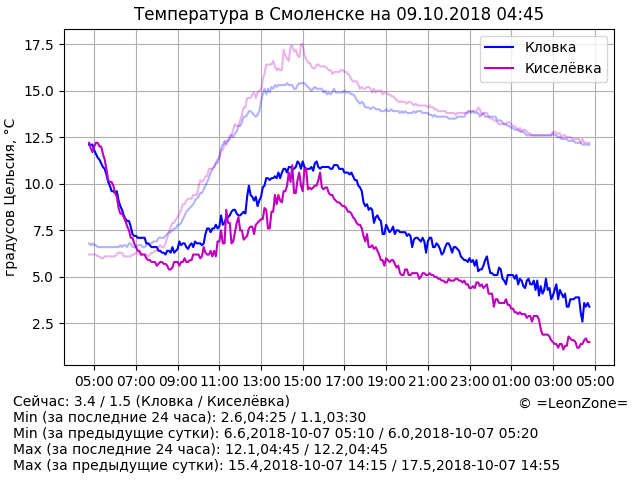 Температура в Смоленске на 09.10.2018 04:45
градусов Цельсия, °C
17.5
15.0
12.5
10.0
7.5
5.0
2.5
Кловка
Киселёвка
05:00 07:00 09:00 11:00 13:00 15:00 17:00 19:00 21:00 23:00 01:00 03:00 05:00
Сейчас: 3.4 / 1.5 (Кловка / Киселёвка)
© =LeonZone=
Min (за последние 24 часа): 2.6,04:25 / 1.1,03:30
Min (за предыдущие сутки): 6.6,2018-10-07 05:10 / 6.0,2018-10-07 05:20
Max (за последние 24 часа): 12.1,04:45 / 12.2,04:45
Max (за предыдущие сутки): 15.4,2018-10-07 14:15 / 17.5,2018-10-07 14:55